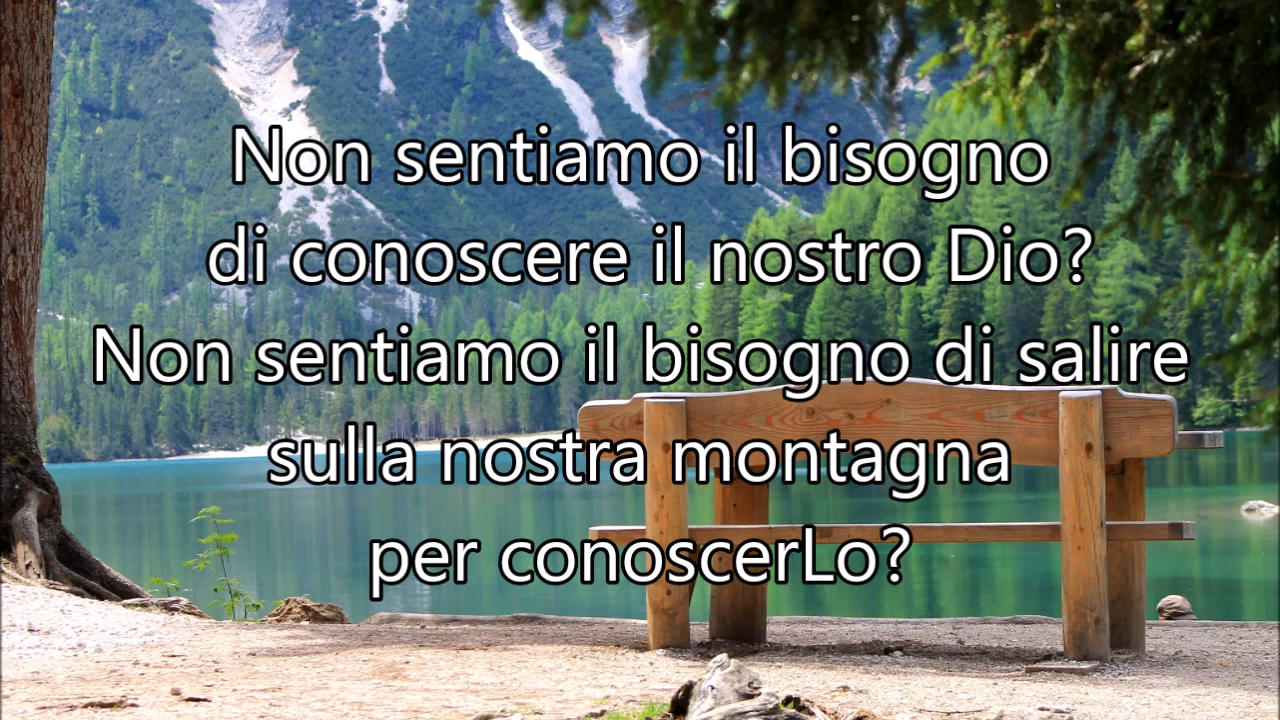 Non sentiamo il bisogno
di conoscere il nostro Dio?
Non sentiamo il bisogno di salire
sulla nostra montagna
per conoscerLo?